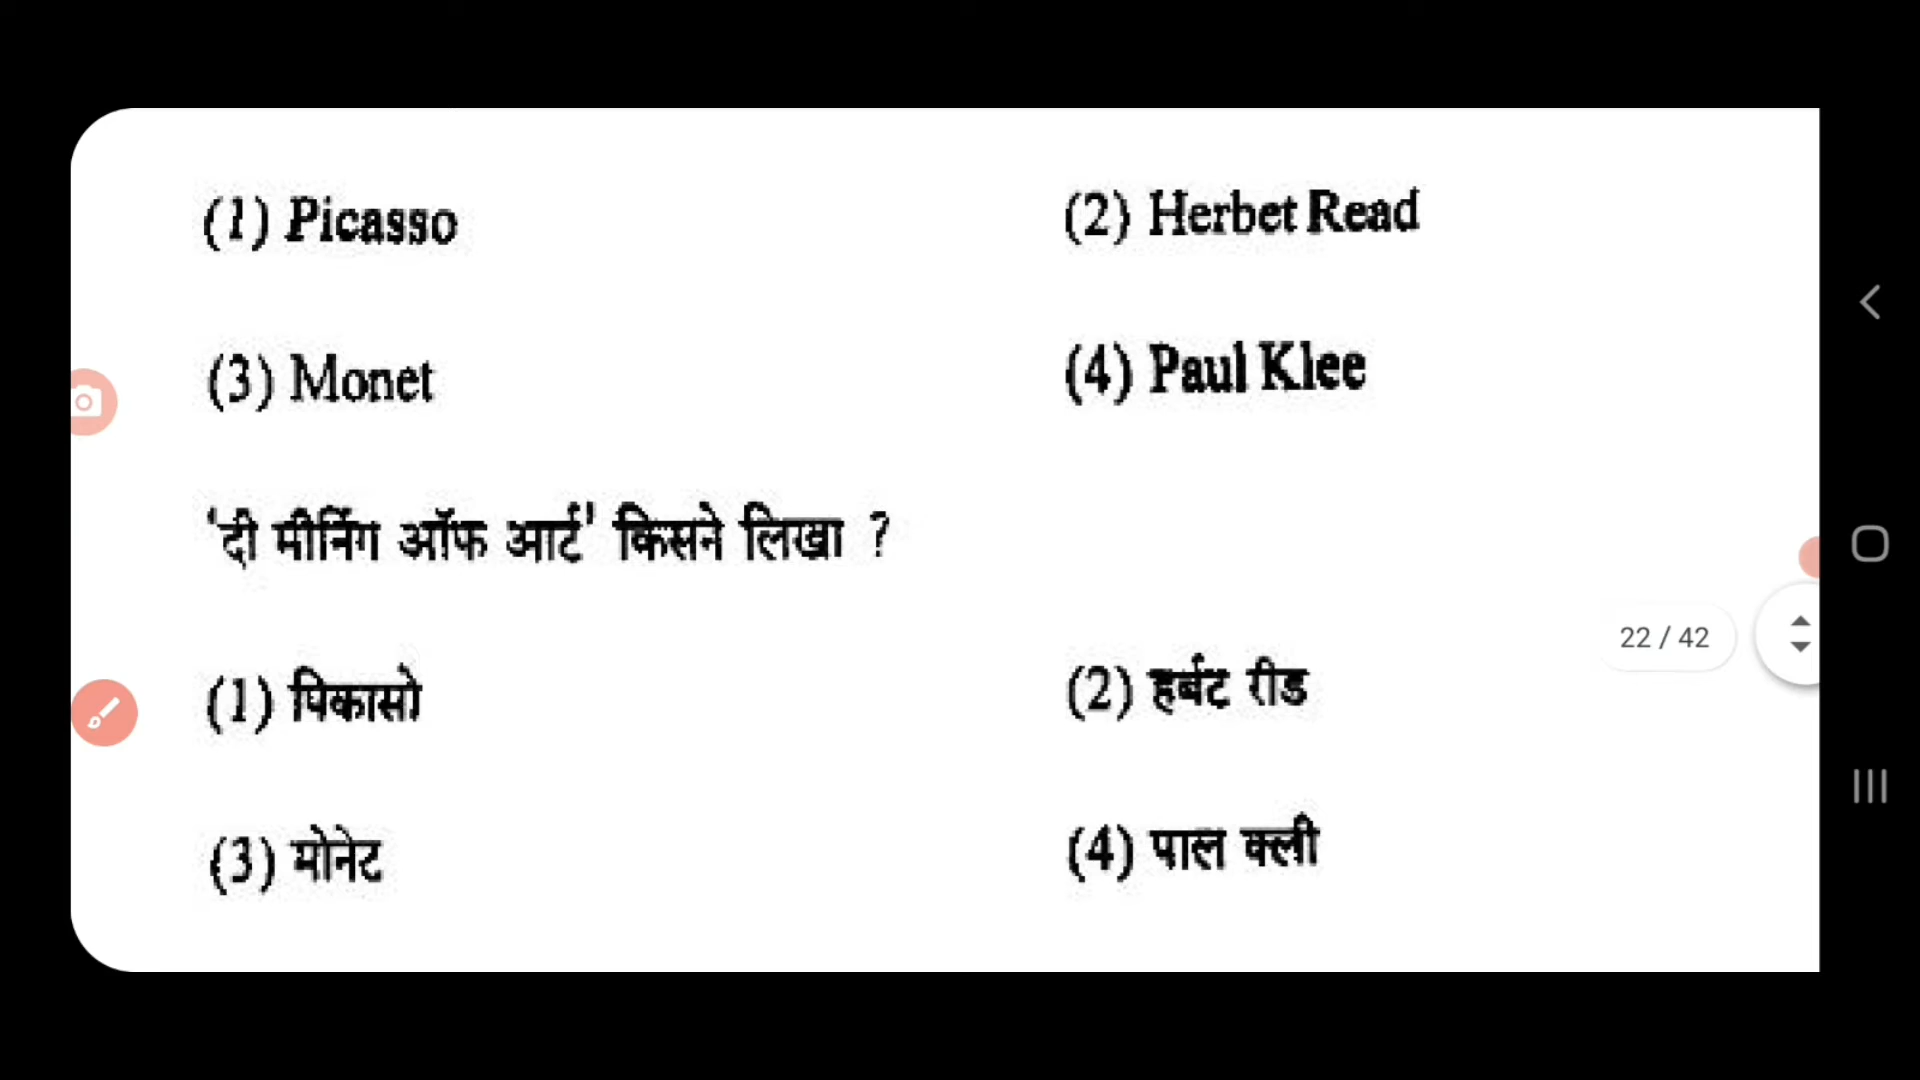 (1) Picasso (2) Herbet Read
(3) Monet (4) Paul Klee
'दी मीनिंग ऑफ आर्ट' किसने लिखा ?
22 / 42
(1) पिकासो (2) हर्बट रीड
(3) मोनेट (4) पाल क्ली